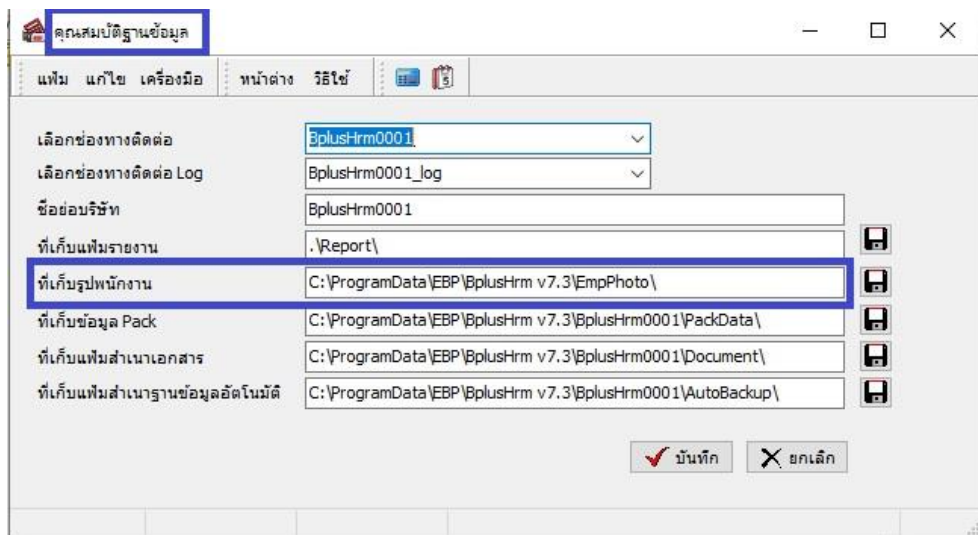 คุณสมบัติฐานข้อมูล
แฟ้ม แก้ไข เครื่องมือ หน้าต่าง วิธีใช้ 5
เลือกช่องทางติดต่อ BplusHrm0001
เลือกช่องทางติดต่อ Log BplusHrm0001_log
ชื่อย่อบริษัท BplusHrm0001
ที่เก็บแฟ้มรายงาน .\Report\
ที่เก็บรูปพนักงาน C:\ProgramData\EBP\BplusHrm v7.3\EmpPhoto\
ที่เก็บข้อมูล Pack C:\ProgramData\EBP\BplusHrm v7.3\BplusHrm0001\PackData\
ที่เก็บแฟ้มสำเนาเอกสาร C:\ProgramData\EBP\BplusHrm v7.3\BplusHrm0001\Document\
ที่เก็บแฟ้มสำเนาฐานข้อมูลอัตโนมัติ C:\ProgramData\EBP\BplusHrm v7.3\BplusHrm0001\AutoBackup\
บันทึก ยกเลิก